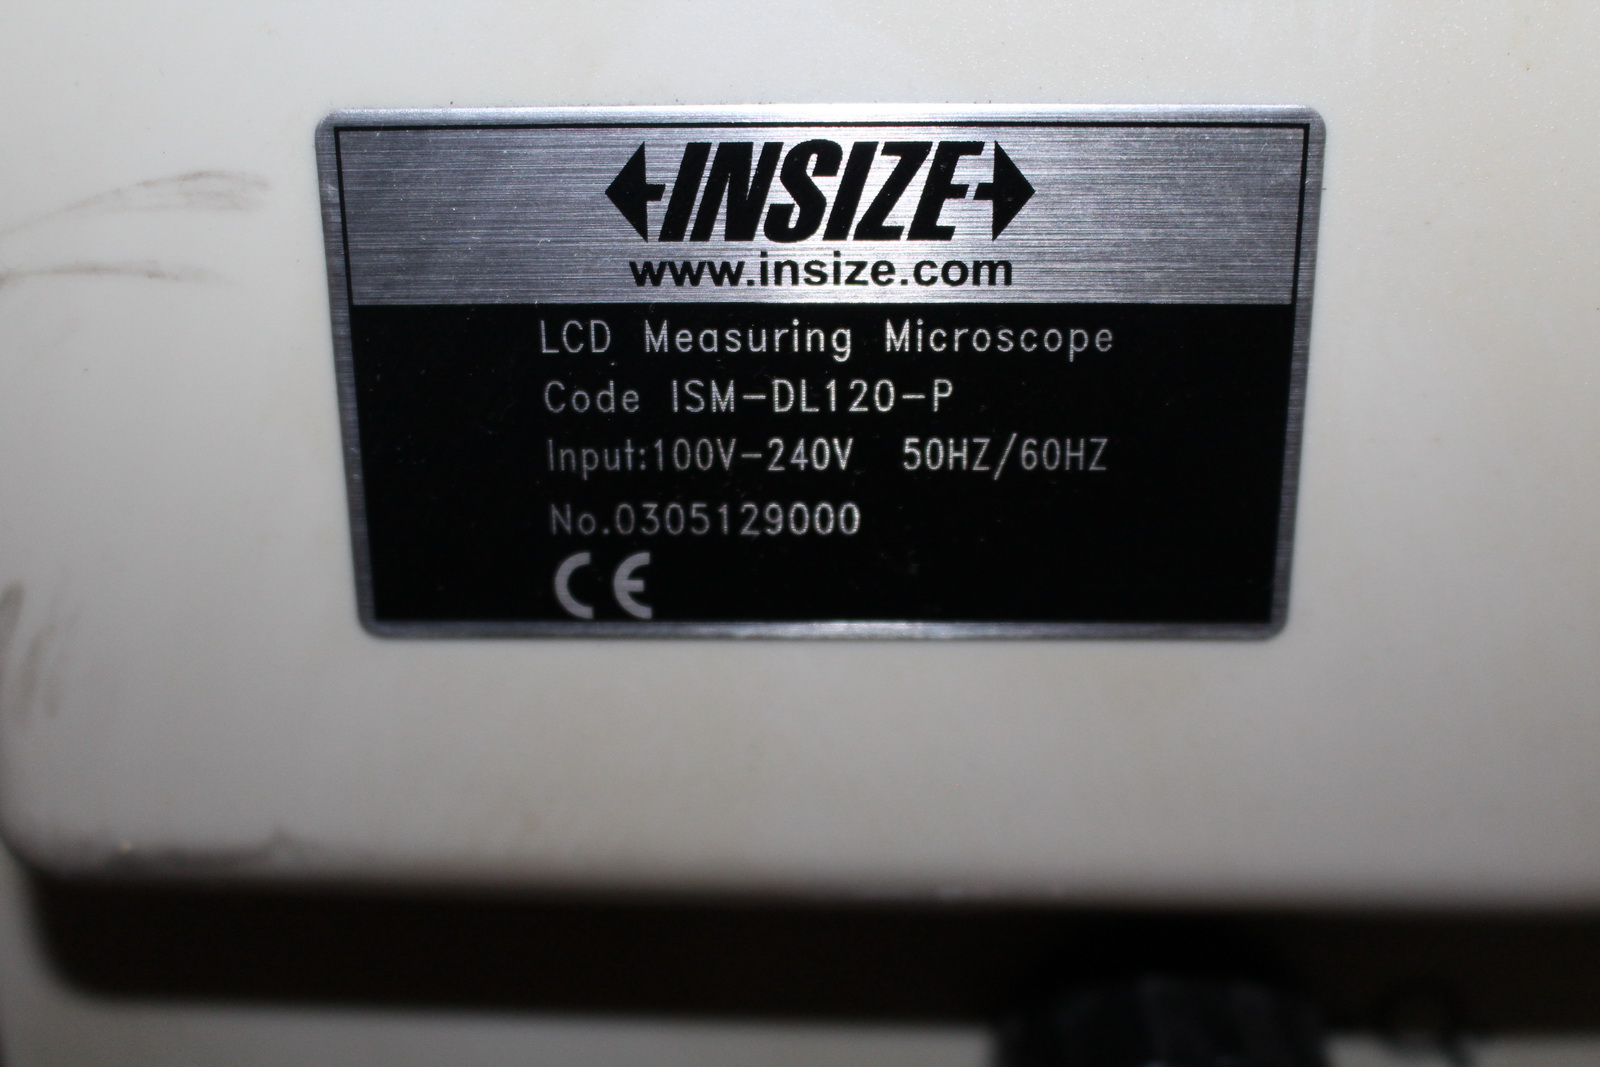 INSIZE
www.insize.com
LCD Measuring Microscope
Code ISM-DL120-P
Input:100V-240V 50HZ/60HZ
No.0305129000
CE